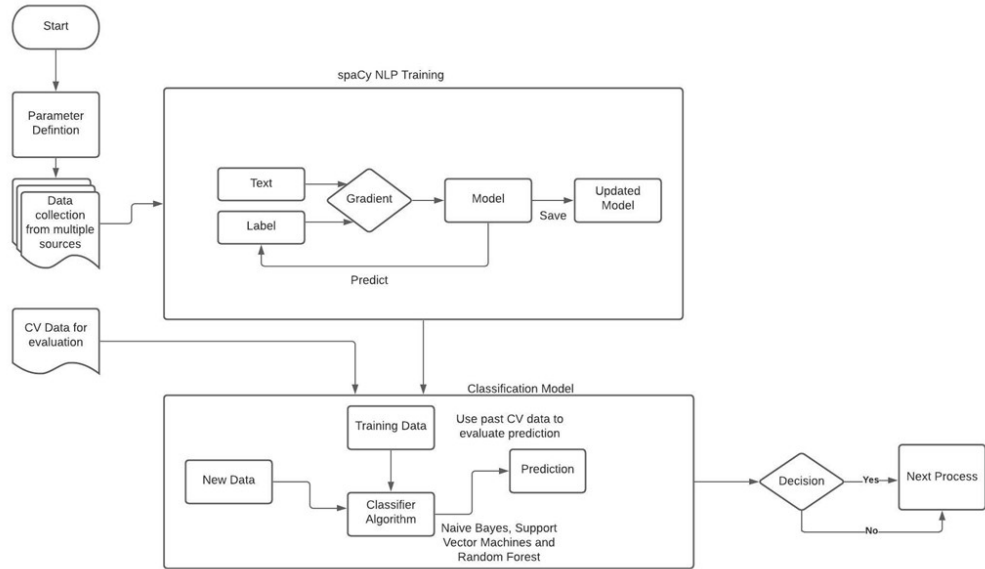 Start
spaCy NLP Training
Parameter
Defintion
Text
Gradient
Model
Updated
Model
Save
Data
collection
from multiple
sources
Label
Predict
CV Data for
evaluation
Classification Model
Training Data
Use past CV data to
evaluate prediction
New Data
Classifier
Algorithm
Prediction
Naive Bayes, Support
Vector Machines and
Random Forest
Decision
Yes
No
Next Process